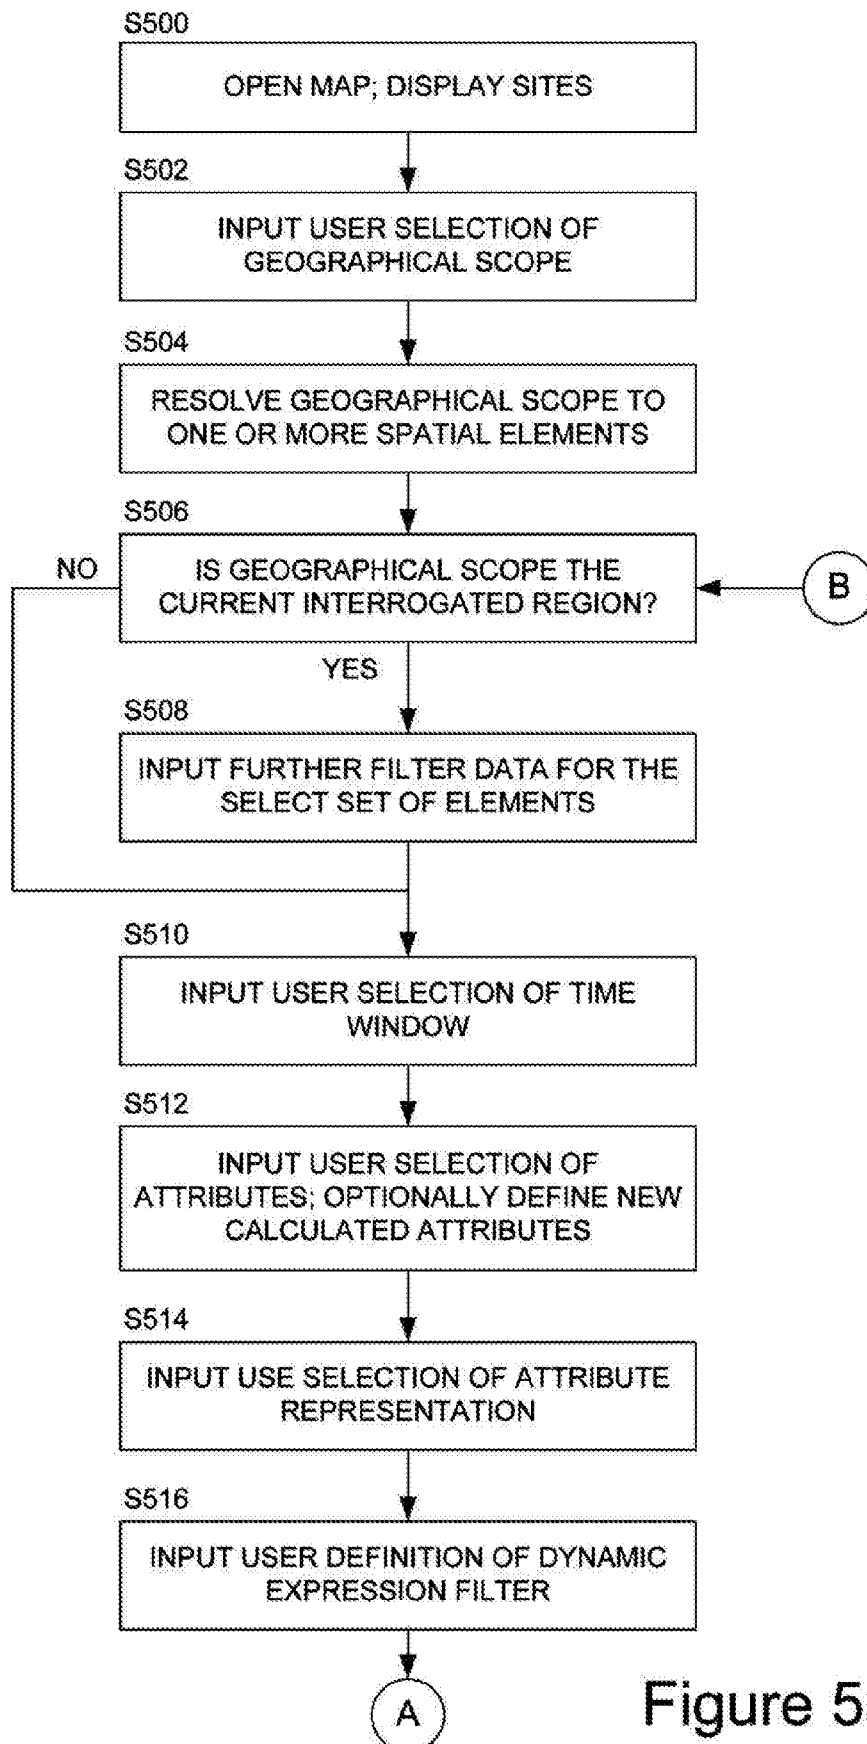 S500
OPEN MAP; DISPLAY SITES
S502
INPUT USER SELECTION OF
GEOGRAPHICAL SCOPE
S504
RESOLVE GEOGRAPHICAL SCOPE TO
ONE OR MORE SPATIAL ELEMENTS
S506
NO
IS GEOGRAPHICAL SCOPE THE
CURRENT INTERROGATED REGION?
B
YES
S508
INPUT FURTHER FILTER DATA FOR THE
SELECT SET OF ELEMENTS
S510
INPUT USER SELECTION OF TIME
WINDOW
S512
INPUT USER SELECTION OF
ATTRIBUTES; OPTIONALLY DEFINE NEW
CALCULATED ATTRIBUTES
S514
INPUT USE SELECTION OF ATTRIBUTE
REPRESENTATION
S516
INPUT USER DEFINITION OF DYNAMIC
EXPRESSION FILTER
A
Figure 5